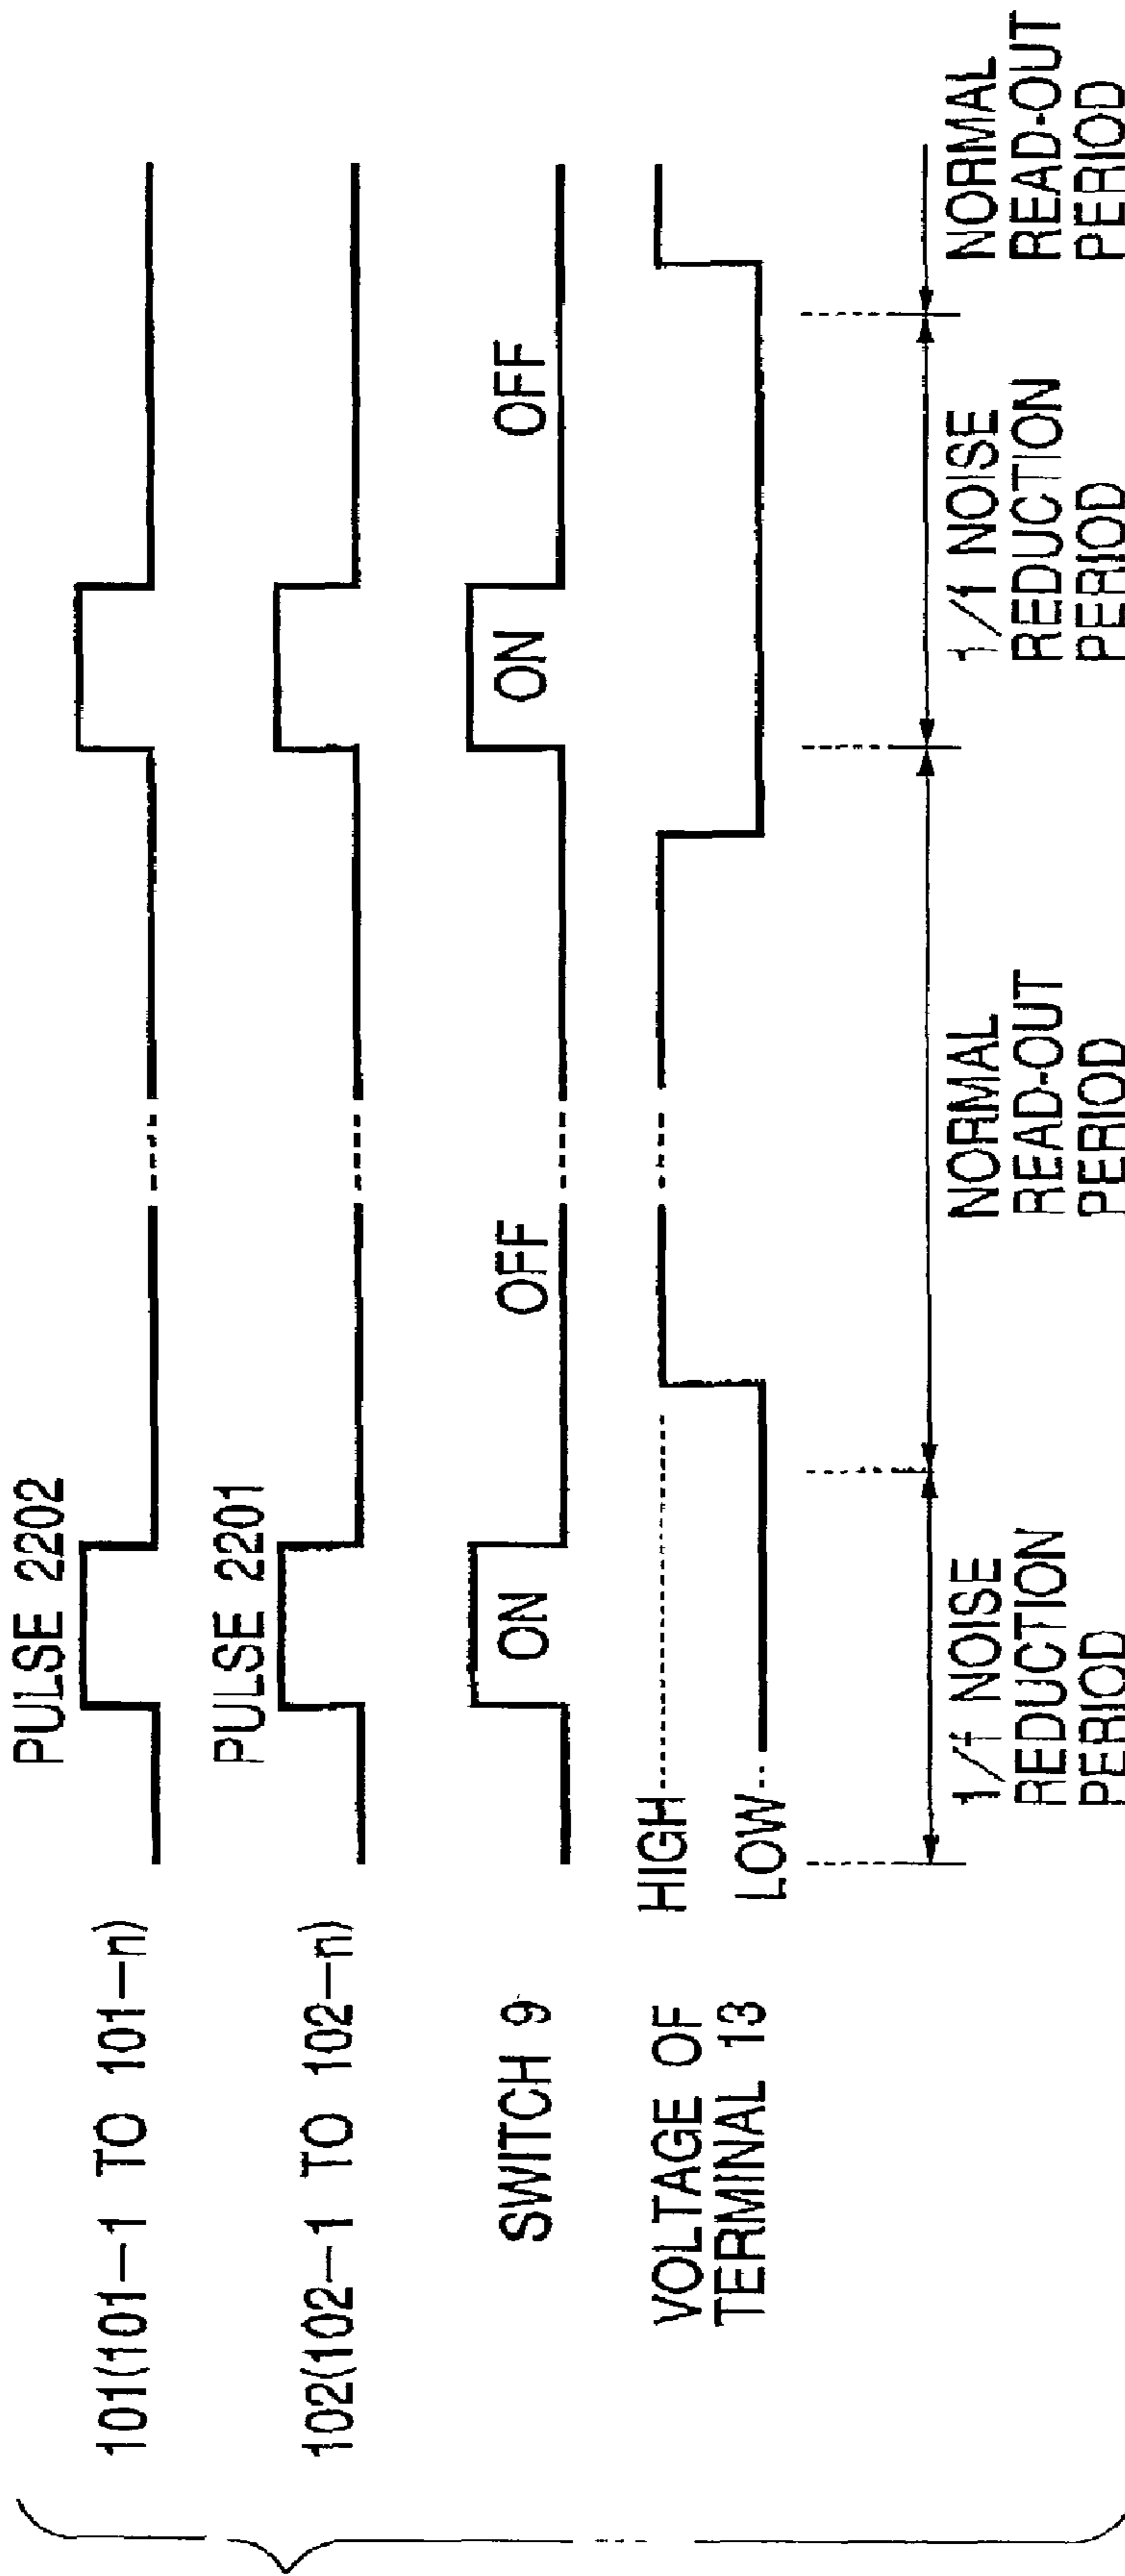 PULSE 2202
101(101-1 TO 101-n)
PULSE 2201
102(102-1 TO 102-n)
ON
OFF
ON
OFF
SWITCH 9
HIGH
LOW
VOLTAGE OF
TERMINAL 13
1/f NOISE
REDUCTION
PERIOD
NORMAL
READ-OUT
PERIOD
1/f NOISE
REDUCTION
PERIOD
NORMAL
READ-OUT
PERIOD